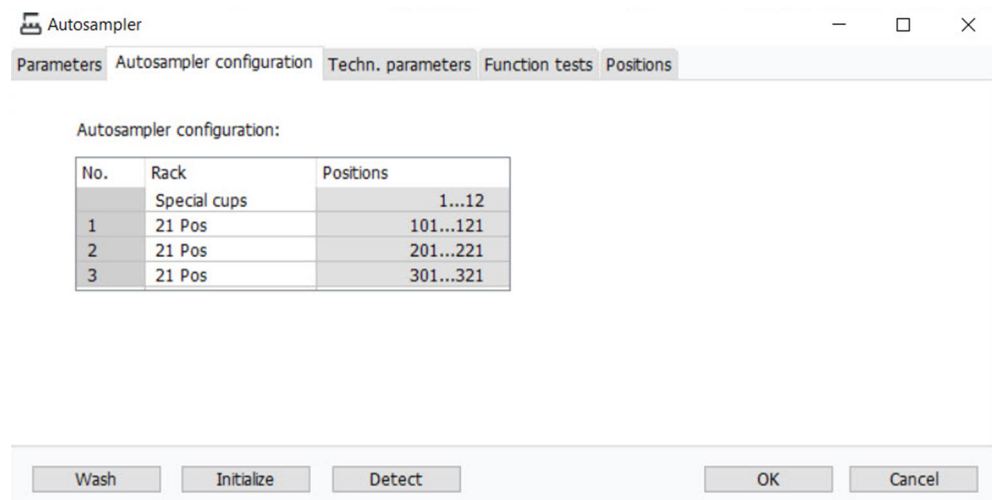 Autosampler
Parameters Autosampler configuration Techn. parameters Function tests Positions
Autosampler configuration:
No. Rack Positions
Special cups 1...12
1 21 Pos 101...121
2 21 Pos 201...221
3 21 Pos 301...321
Wash Initialize Detect OK Cancel